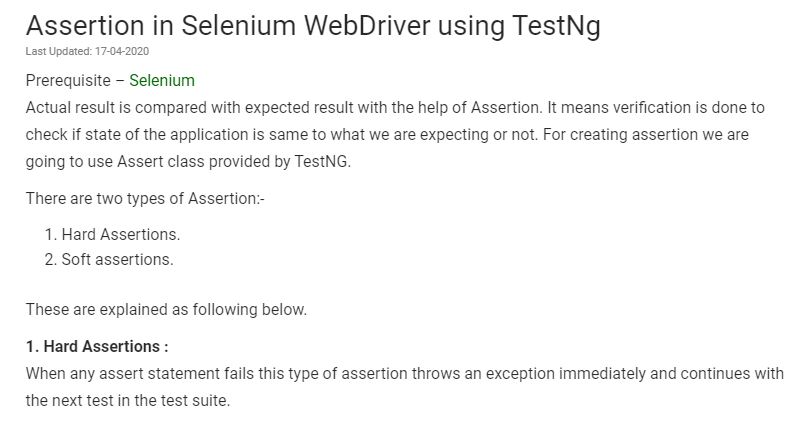 Assertion in Selenium WebDriver using TestNg
Last Updated: 17-04-2020
Prerequisite – Selenium
Actual result is compared with expected result with the help of Assertion. It means verification is done to
check if state of the application is same to what we are expecting or not. For creating assertion we are
going to use Assert class provided by TestNG.
There are two types of Assertion:-
1. Hard Assertions.
2. Soft assertions.
These are explained as following below.
1. Hard Assertions :
When any assert statement fails this type of assertion throws an exception immediately and continues with
the next test in the test suite.